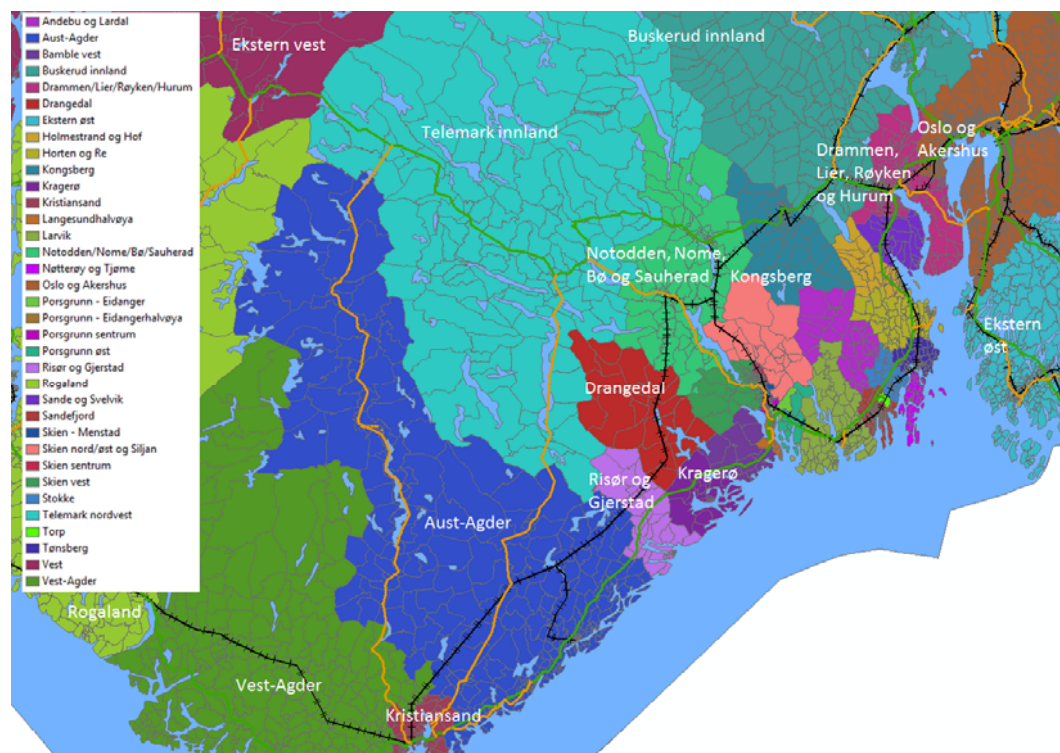 Andebu og Lardal
Aust-Agder
Bamble vest
Buskerud innland
Drammen/Lier/Røyken/Hurum
Drangedal
Ekstern øst
Holmestrand og Hof
Horten og Re
Kongsberg
Kragerø
Kristiansand
Langesundhalvøya
Larvik
Notodden/Nome/Bø/Sauherad
Nøtterøy og Tjøme
Oslo og Akershus
Porsgrunn - Eidanger
Porsgrunn - Eidangerhalvøya
Porsgrunn sentrum
Porsgrunn øst
Risør og Gjerstad
Rogaland
Sande og Svelvik
Sandefjord
Skien - Menstad
Skien nord/øst og Siljan
Skien sentrum
Skien vest
Stokke
Telemark nordvest
Torp
Tønsberg
Vest
Vest-Agder
Ekstern vest
Buskerud innland
Telemark innland
Oslo og
Akershus
Drammen,
Lier, Røyken
og Hurum
Notodden, Nome,
Bø og Sauherad
Kongsberg
Ekstern
øst
Drangedal
Kragerø
Risør og
Gjerstad
Aust-Agder
Rogaland
Vest-Agder
Kristiansand